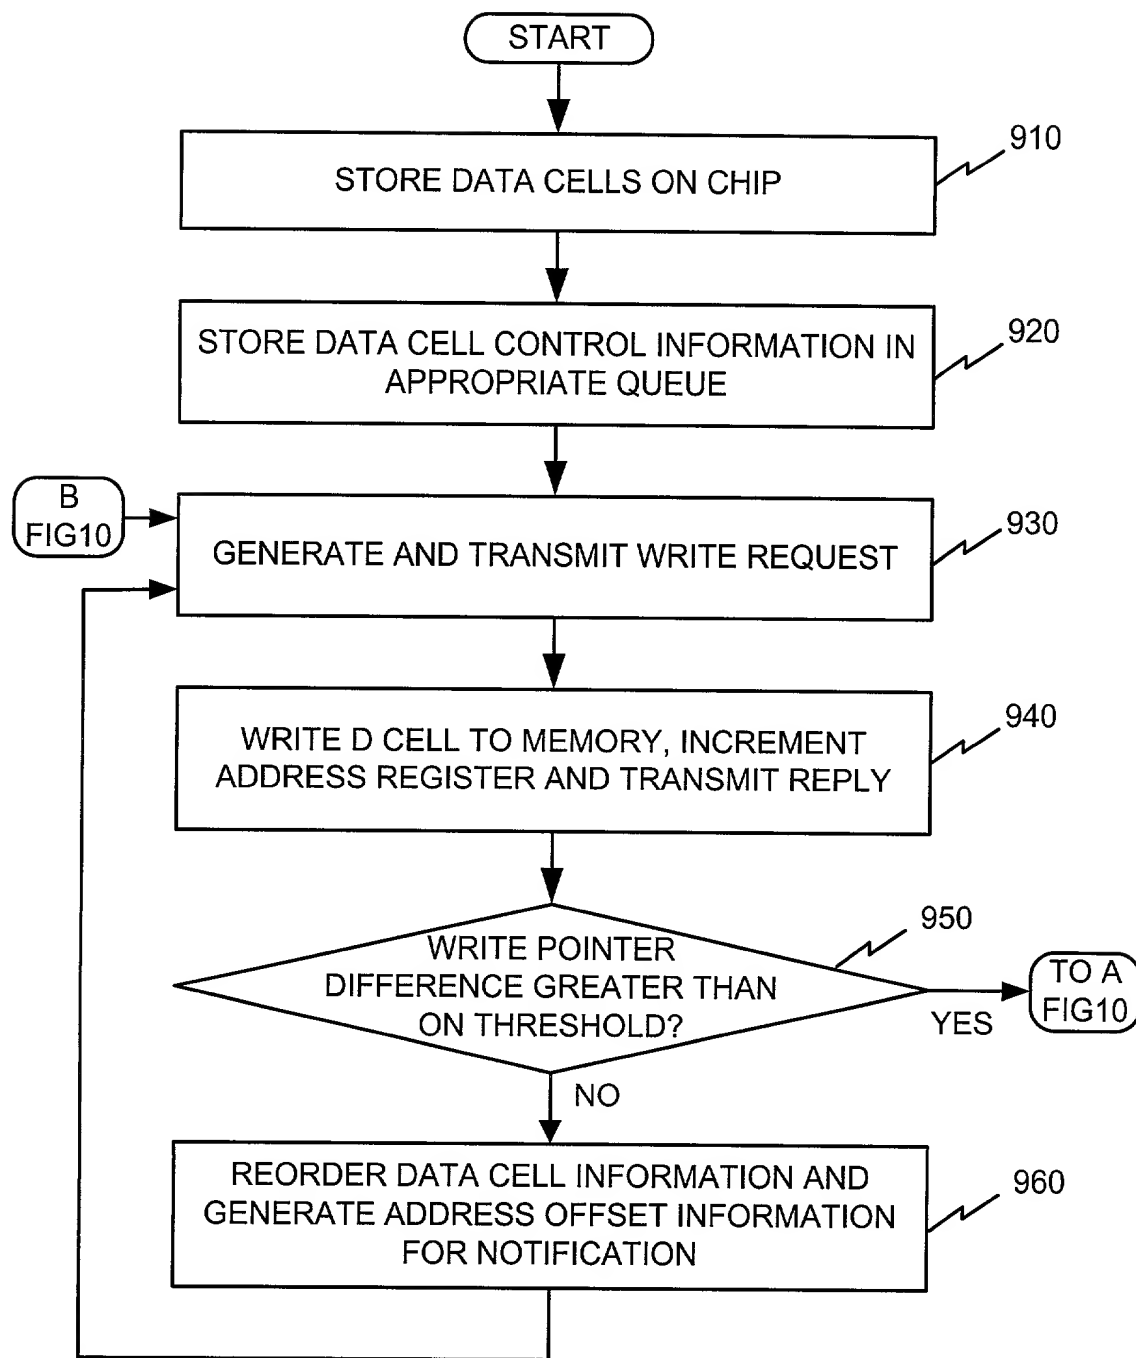 START
910
STORE DATA CELLS ON CHIP
920
STORE DATA CELL CONTROL INFORMATION IN
APPROPRIATE QUEUE
B
FIG10
930
GENERATE AND TRANSMIT WRITE REQUEST
940
WRITE D CELL TO MEMORY, INCREMENT
ADDRESS REGISTER AND TRANSMIT REPLY
950
WRITE POINTER
DIFFERENCE GREATER THAN
ON THRESHOLD?
TO A
FIG10
YES
NO
960
REORDER DATA CELL INFORMATION AND
GENERATE ADDRESS OFFSET INFORMATION
FOR NOTIFICATION